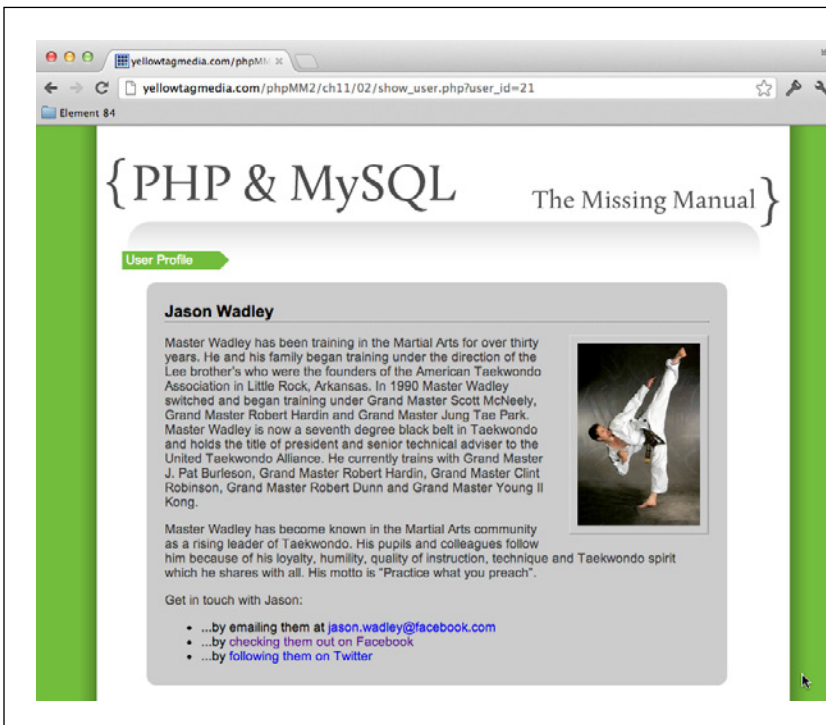 yellowtagmedia.com/phpMM
yellowtagmedia.com/phpMM2/ch11/02/show_user.php?user_id=21
Element 84
{PHP & MySQL
The Missing Manual}
User Profile
Jason Wadley
Master Wadley has been training in the Martial Arts for over thirty
years. He and his family began training under the direction of the
Lee brother's who were the founders of the American Taekwondo
Association in Little Rock, Arkansas. In 1990 Master Wadley
switched and began training under Grand Master Scott McNeely,
Grand Master Robert Hardin and Grand Master Jung Tae Park.
Master Wadley is now a seventh degree black belt in Taekwondo
and holds the title of president and senior technical adviser to the
United Taekwondo Alliance. He currently trains with Grand Master
J. Pat Burleson, Grand Master Robert Hardin, Grand Master Clint
Robinson, Grand Master Robert Dunn and Grand Master Young Il
Kong.
Master Wadley has become known in the Martial Arts community
as a rising leader of Taekwondo. His pupils and colleagues follow
him because of his loyalty, humility, quality of instruction, technique and Taekwondo spirit
which he shares with all. His motto is "Practice what you preach".
Get in touch with Jason:
• ...by emailing them at jason.wadley@facebook.com
• ...by checking them out on Facebook
• ...by following them on Twitter